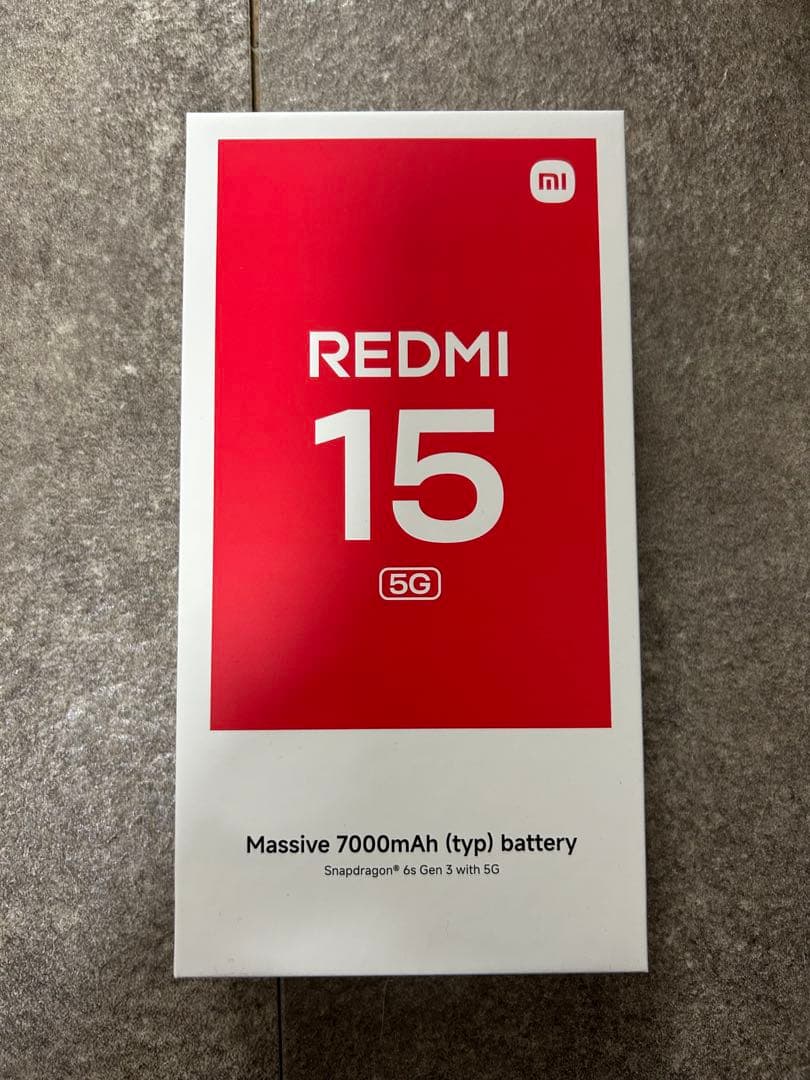 mi
REDMI
15
5G
Massive 7000mAh (typ) battery
Snapdragon® 6s Gen 3 with 5G